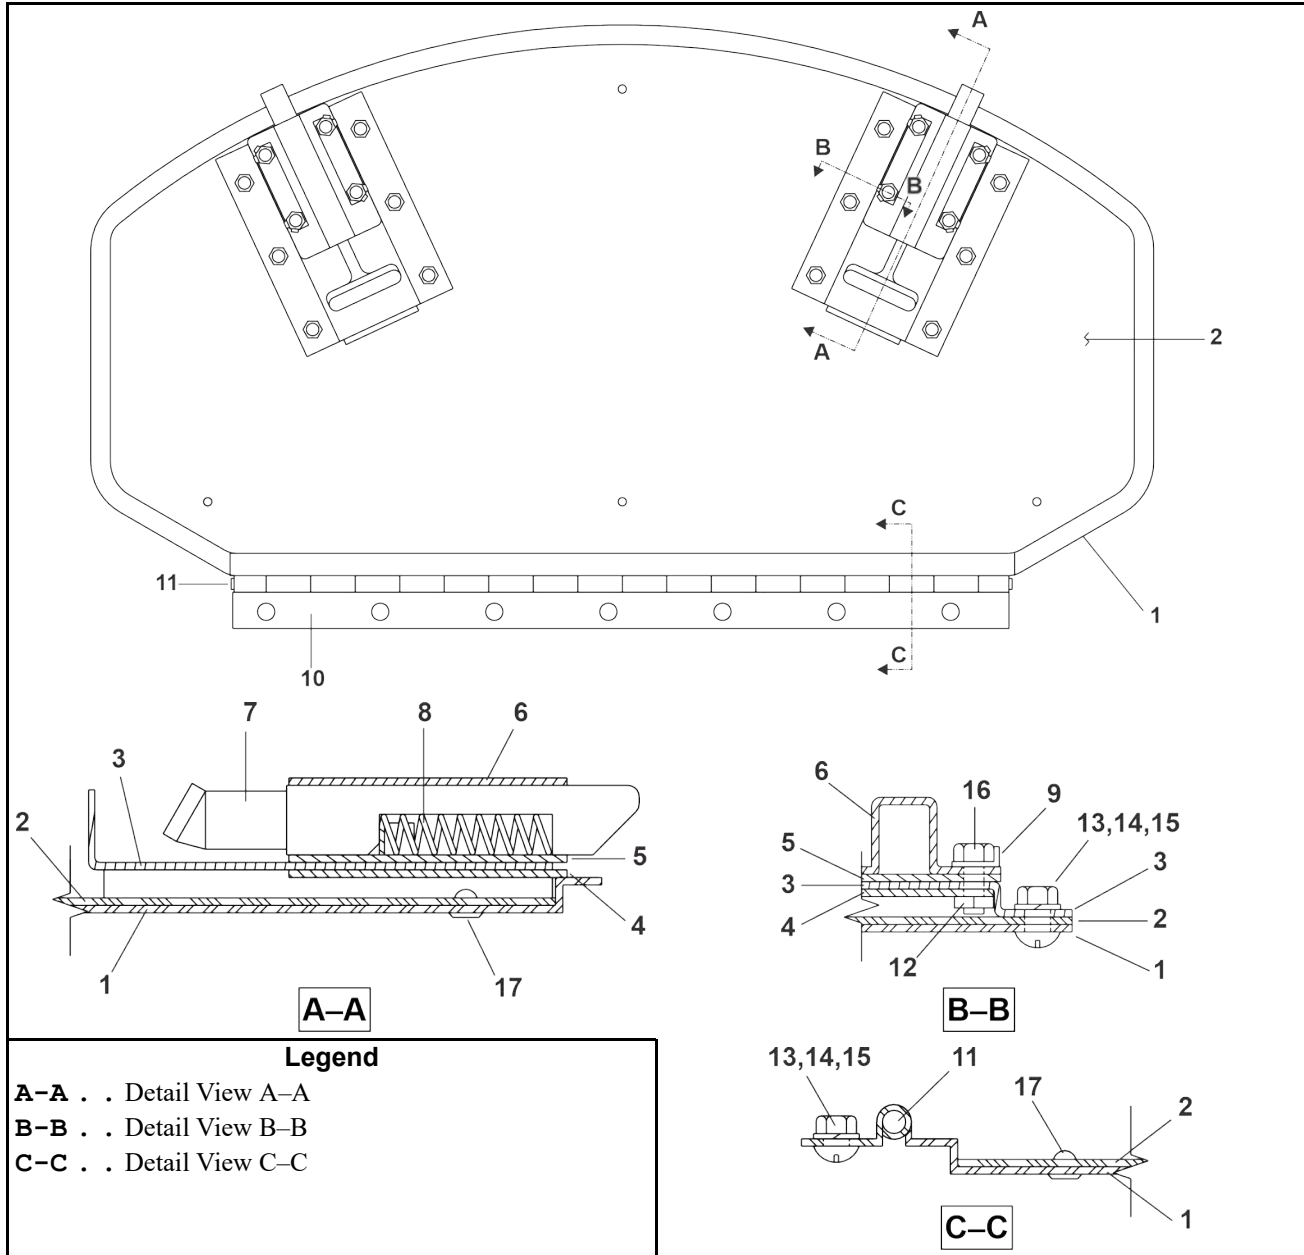 A
B
B
A
2
C
11
1
C
10
7
8
6
3
2
5
4
1
17
A–A
6
16
9
13,14,15
5
3
3
4
2
12
1
B–B
Legend
A-A . . Detail View A–A
B-B . . Detail View B–B
C-C . . Detail View C–C
13,14,15
11
17
2
1
C–C